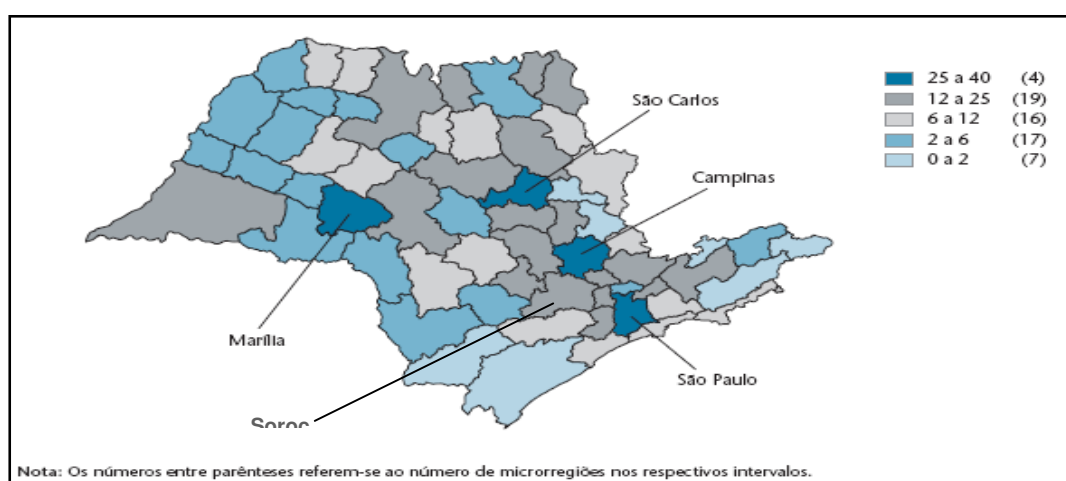 25 a 40 (4)
12 a 25 (19)
6 a 12 (16)
2 a 6 (17)
0 a 2 (7)
São Carlos
Campinas
Marília
São Paulo
Soroc
Nota: Os números entre parênteses referem-se ao número de microrregiões nos respectivos intervalos.